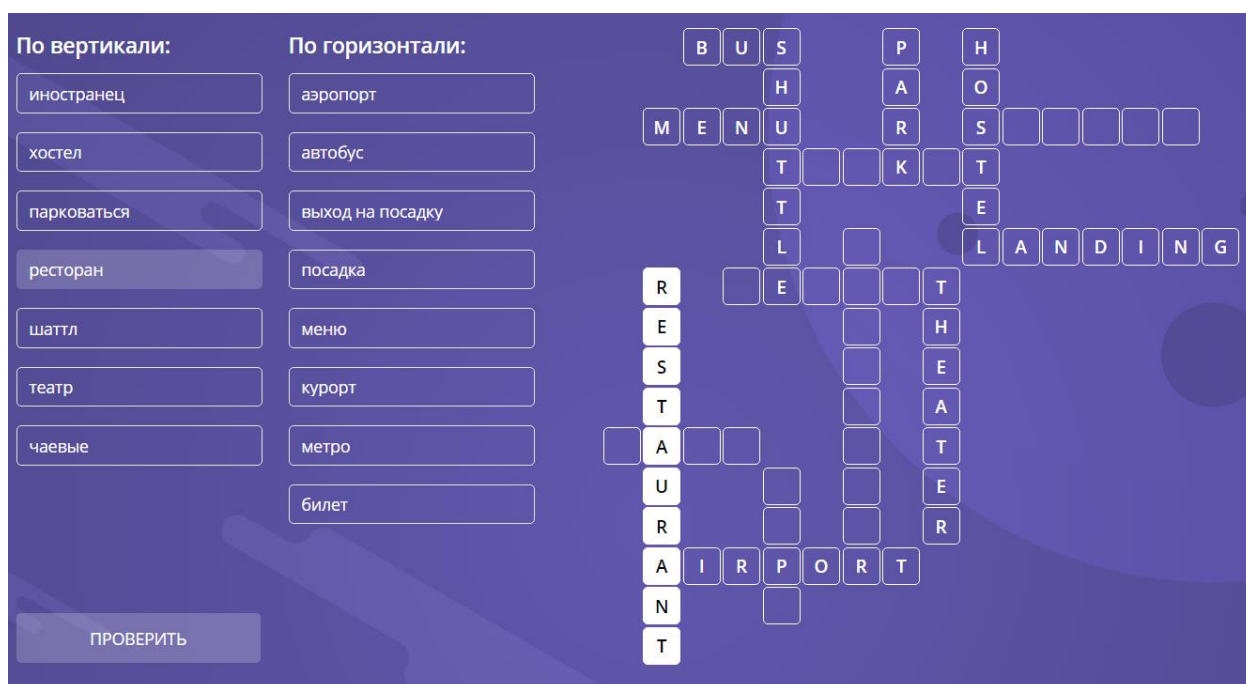 По вертикали:
иностранец
хостел
парковаться
ресторан
шаттл
театр
чаевые
ПРОВЕРИТЬ
По горизонтали:
аэропорт
автобус
выход на посадку
посадка
меню
курорт
метро
билет
B U S P H
H A O
M E N U R S
T K T
T E
L L A N D I N G
R E T
E H
S E
T A
A T
U E
R R
A I R P O R T
N
T